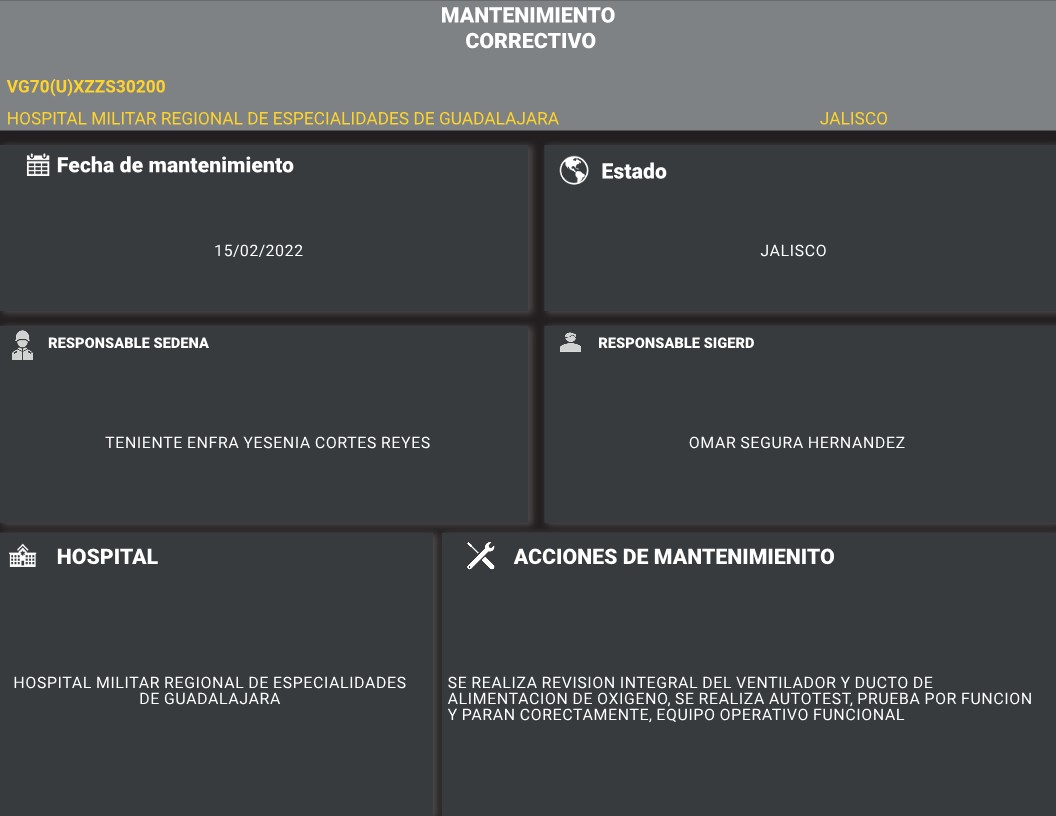 MANTENIMIENTO
CORRECTIVO
VG70(U)XZZS30200
HOSPITAL MILITAR REGIONAL DE ESPECIALIDADES DE GUADALAJARA JALISCO
Fecha de mantenimiento
Estado
15/02/2022
JALISCO
RESPONSABLE SEDENA
RESPONSABLE SIGERD
TENIENTE ENFRA YESENIA CORTES REYES
OMAR SEGURA HERNANDEZ
HOSPITAL
ACCIONES DE MANTENIMIENITO
HOSPITAL MILITAR REGIONAL DE ESPECIALIDADES
DE GUADALAJARA
SE REALIZA REVISION INTEGRAL DEL VENTILADOR Y DUCTO DE
ALIMENTACION DE OXIGENO, SE REALIZA AUTOTEST, PRUEBA POR FUNCION
Y PARAN CORECTAMENTE, EQUIPO OPERATIVO FUNCIONAL